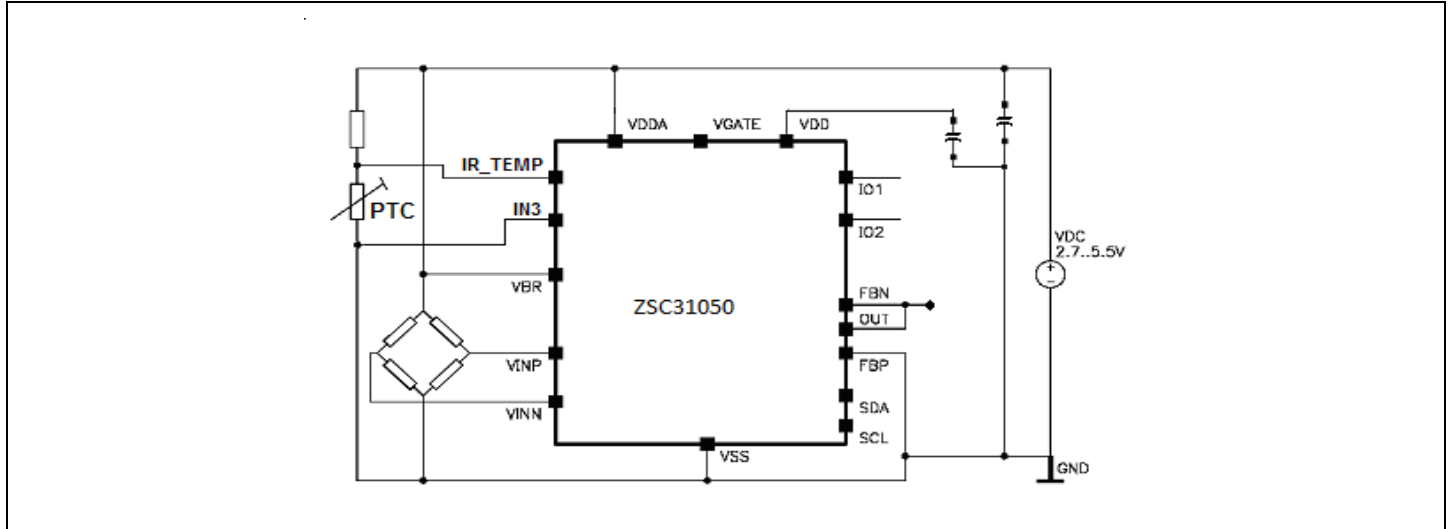 VDDA
VGATE
VDD
IR_TEMP
IO1
PTC
IN3
IO2
VDC
2.7..5.5V
+
-
VBR
FBN
ZSC31050
OUT
VINP
FBP
SDA
VINN
SCL
VSS
GND